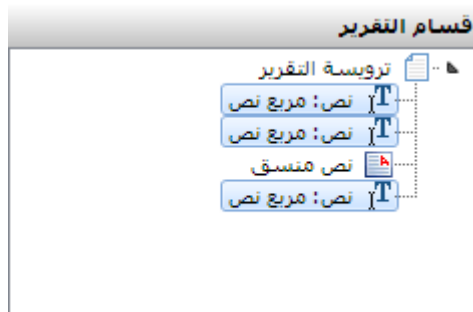 قسام التقرير
ترويسة التقرير
نص: مربع نص
نص: مربع نص
نص منسق
نص: مربع نص